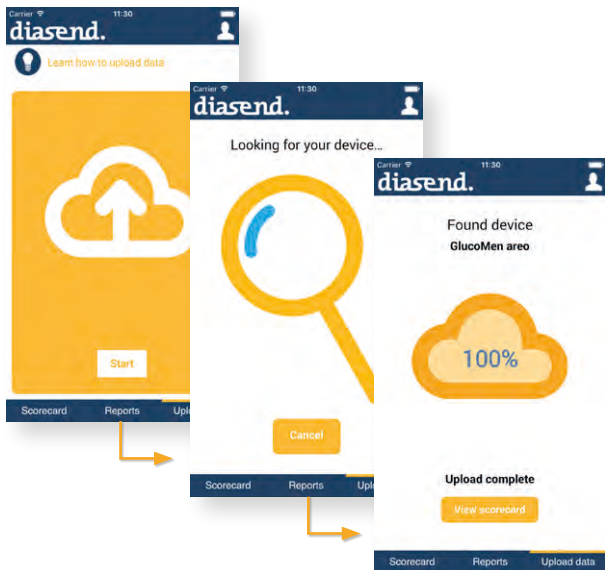 Carrier 11:30
diasend.
Learn how to upload data
Start
Scorecard Reports Uplo
Carrier 11:30
diasend.
Looking for your device...
Cancel
Scorecard Reports Uplo
Carrier 11:30
diasend.
Found device
GlucoMen areo
100%
Upload complete
View scorecard
Scorecard Reports Upload data